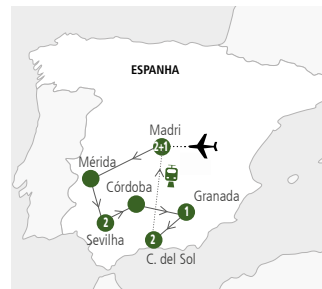 ESPANHA
Madri
2+1
Mérida
Córdoba
Granada
1
2
Sevilha
2
C. del Sol